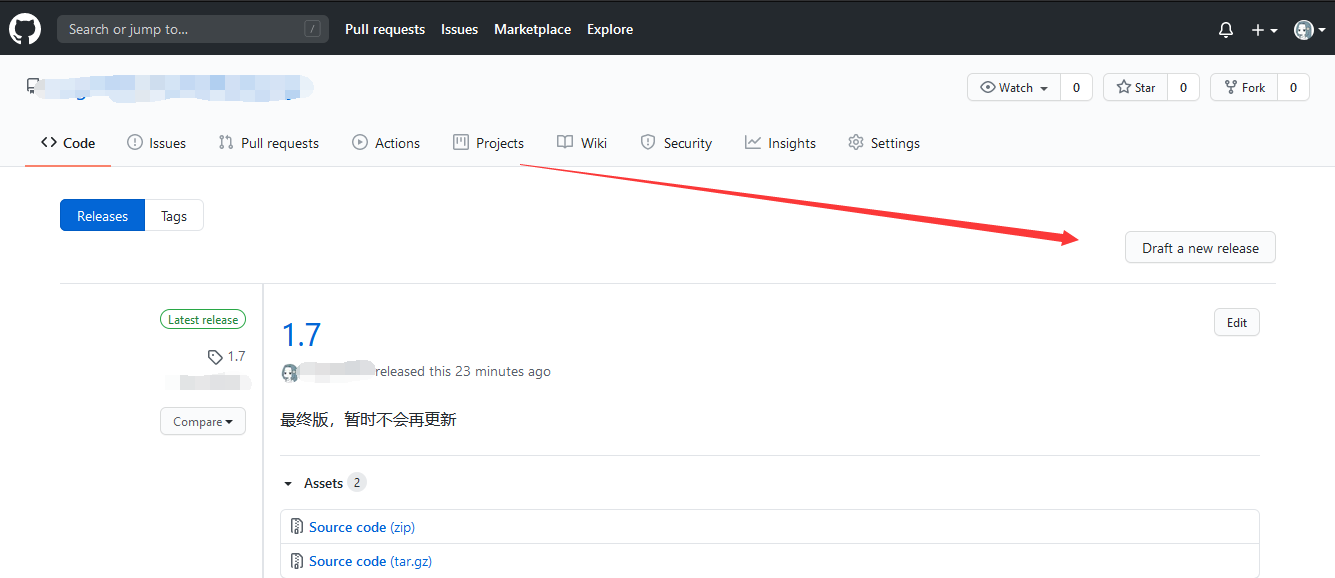 Search or jump to... /
Pull requests Issues Marketplace Explore
Watch 0 Star 0 Fork 0
Code Issues Pull requests Actions Projects Wiki Security Insights Settings
Releases Tags
Draft a new release
Latest release
1.7
Edit
1.7
released this 23 minutes ago
Compare
最终版，暂时不会再更新
Assets 2
Source code (zip)
Source code (tar.gz)